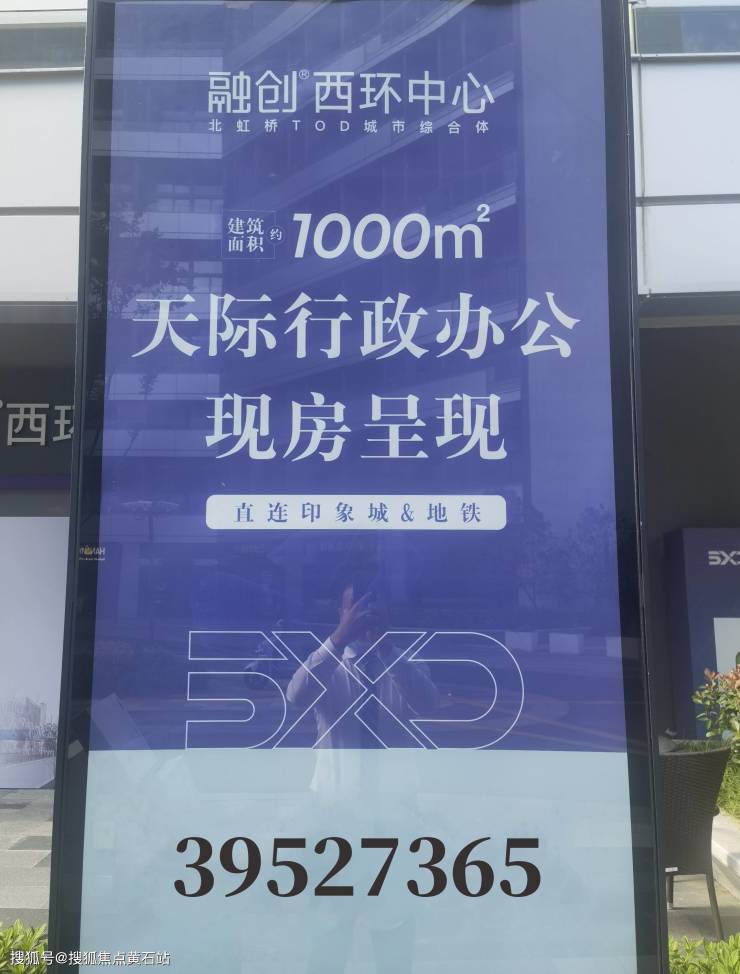 融创®西环中心
北虹桥TOD城市综合体
建筑面积约1000m²
天际行政办公
现房呈现
直连印象城&地铁
5XD
39527365
西环
5XD
搜狐号@搜狐焦点黄石站